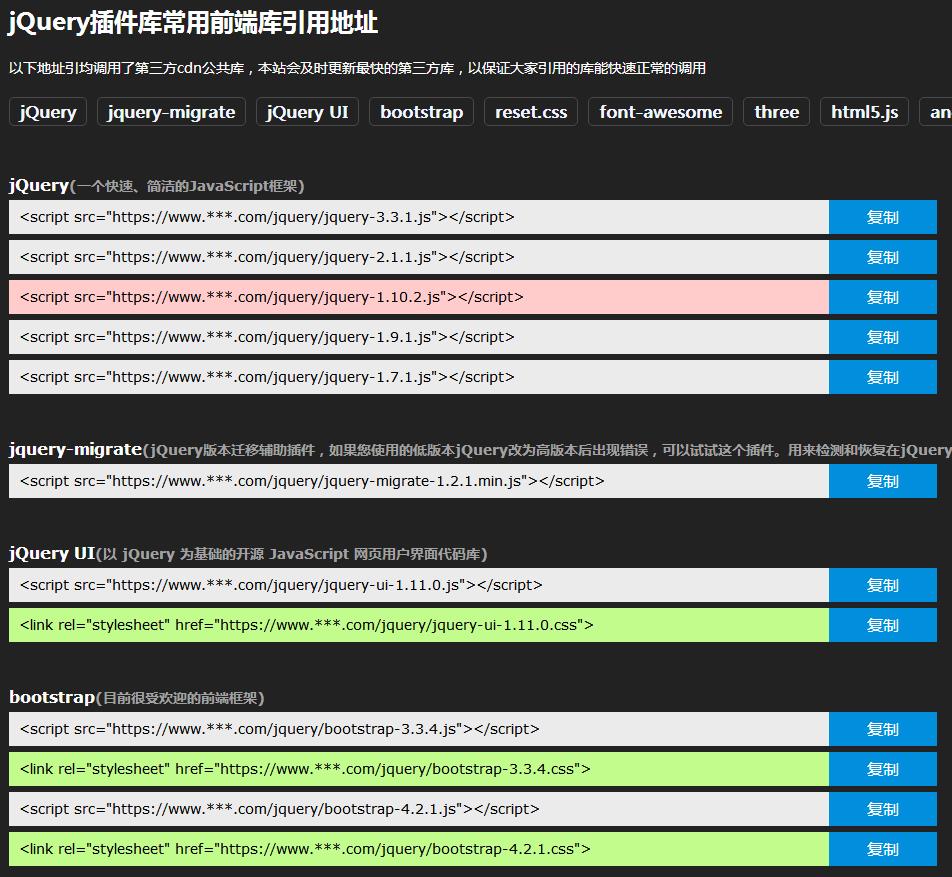 jQuery插件库常用前端库引用地址
以下地址引均调用了第三方cdn公共库，本站会及时更新最快的第三方库，以保证大家引用的库能快速正常的调用
jQuery jquery-migrate jQuery UI bootstrap reset.css font-awesome three html5.js an
jQuery(一个快速、简洁的JavaScript框架)
<script src="https://www.***.com/jquery/jquery-3.3.1.js"></script> 复制
<script src="https://www.***.com/jquery/jquery-2.1.1.js"></script> 复制
<script src="https://www.***.com/jquery/jquery-1.10.2.js"></script> 复制
<script src="https://www.***.com/jquery/jquery-1.9.1.js"></script> 复制
<script src="https://www.***.com/jquery/jquery-1.7.1.js"></script> 复制
jquery-migrate(jQuery版本迁移辅助插件，如果您使用的低版本jQuery改为高版本后出现错误，可以试试这个插件。用来检测和恢复在jQuery
<script src="https://www.***.com/jquery/jquery-migrate-1.2.1.min.js"></script> 复制
jQuery UI(以 jQuery 为基础的开源 JavaScript 网页用户界面代码库)
<script src="https://www.***.com/jquery/jquery-ui-1.11.0.js"></script> 复制
<link rel="stylesheet" href="https://www.***.com/jquery/jquery-ui-1.11.0.css"> 复制
bootstrap(目前很受欢迎的前端框架)
<script src="https://www.***.com/jquery/bootstrap-3.3.4.js"></script> 复制
<link rel="stylesheet" href="https://www.***.com/jquery/bootstrap-3.3.4.css"> 复制
<script src="https://www.***.com/jquery/bootstrap-4.2.1.js"></script> 复制
<link rel="stylesheet" href="https://www.***.com/jquery/bootstrap-4.2.1.css"> 复制